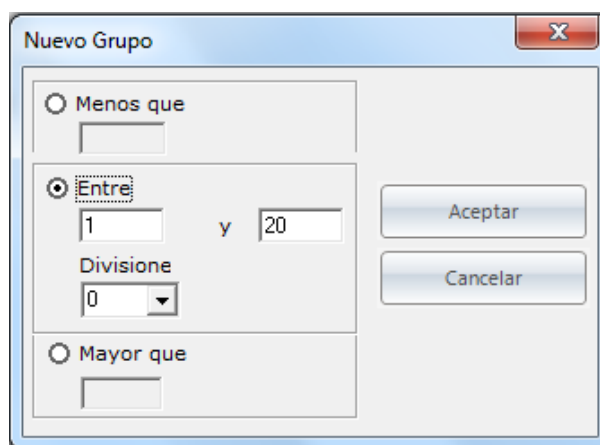 Nuevo Grupo
Menos que
Entre
1 y 20
Divisione
0
Mayor que
Aceptar
Cancelar